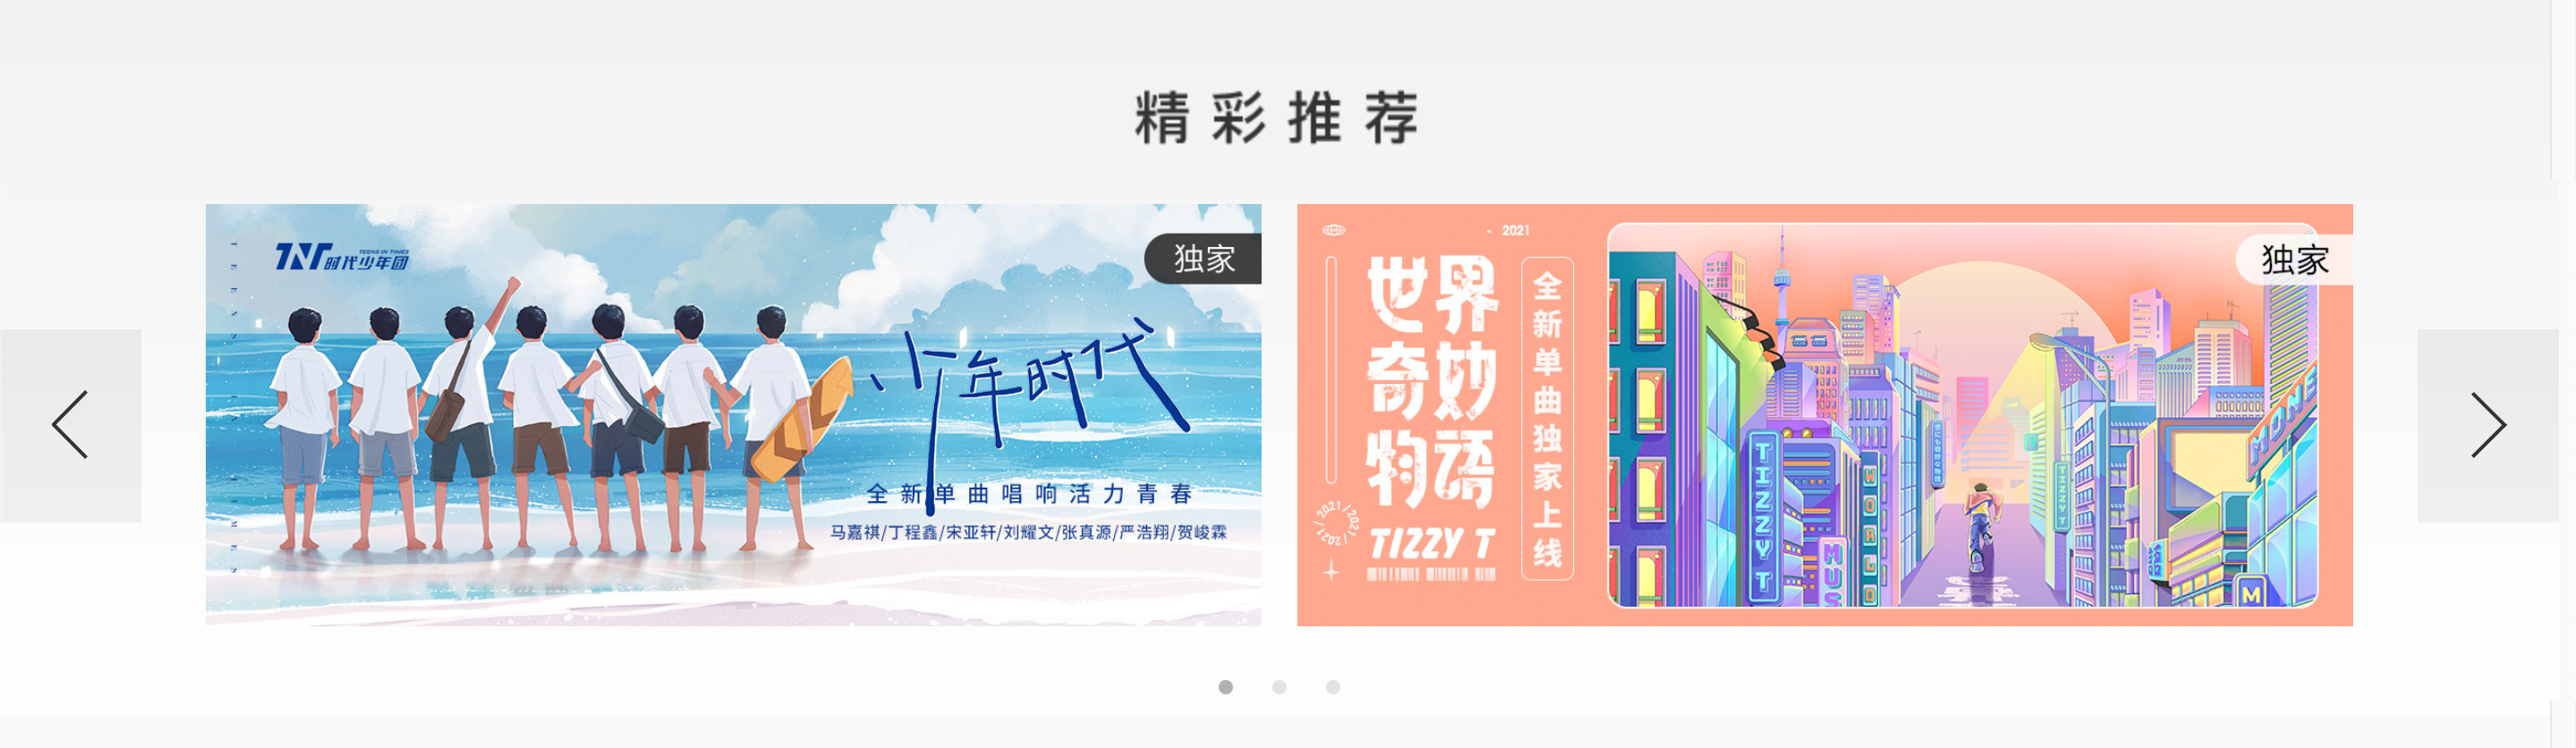 精彩推荐
TNT
TEENS IN TIMES
时代少年团
独家
少年时代
全新单曲唱响活力青春
马嘉祺/丁程鑫/宋亚轩/刘耀文/张真源/严浩翔/贺峻霖
- 2021
世界
奇妙
物语
TIZZY T
2021/2021/2021/
全新单曲独家上线
独家
TIZZY T
MUS
WORGO
TIZZY T
MONE
M